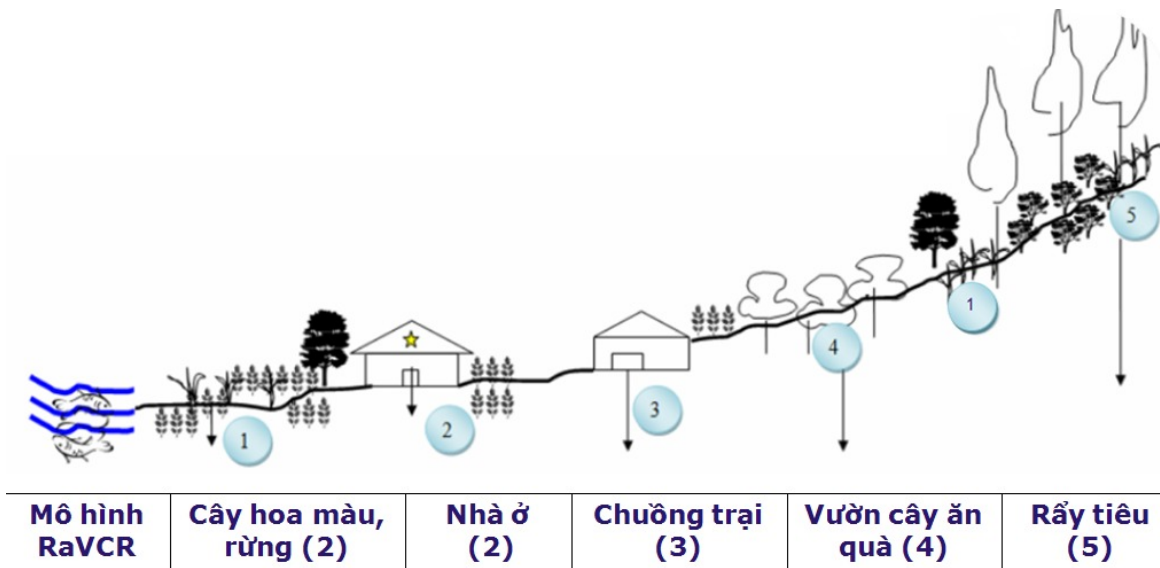 5
1
4
3
2
1
Mô hình RaVCR
Cây hoa màu, rừng (2)
Nhà ở (2)
Chuồng trại (3)
Vườn cây ăn quà (4)
Rẩy tiêu (5)